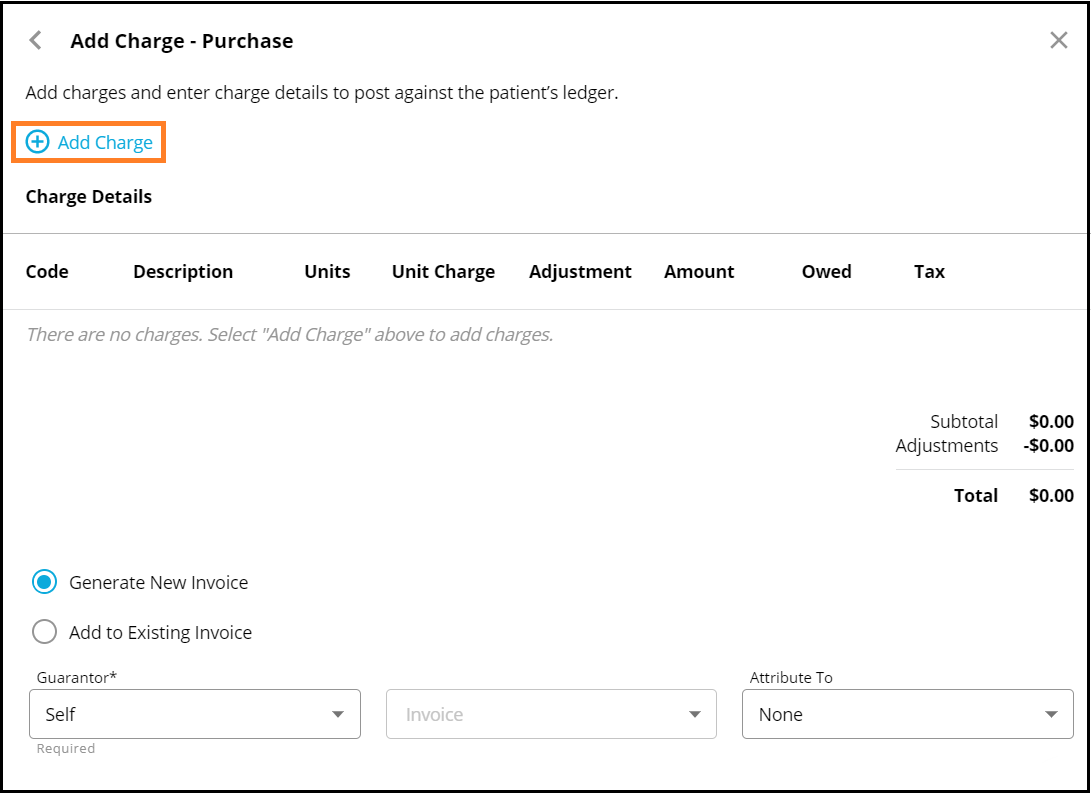 Add Charge - Purchase
Add charges and enter charge details to post against the patient’s ledger.
Add Charge
Charge Details
Code Description Units Unit Charge Adjustment Amount Owed Tax
There are no charges. Select "Add Charge" above to add charges.
Subtotal $0.00
Adjustments -$0.00
Total $0.00
Generate New Invoice
Add to Existing Invoice
Guarantor* Attribute To
Self Invoice None
Required